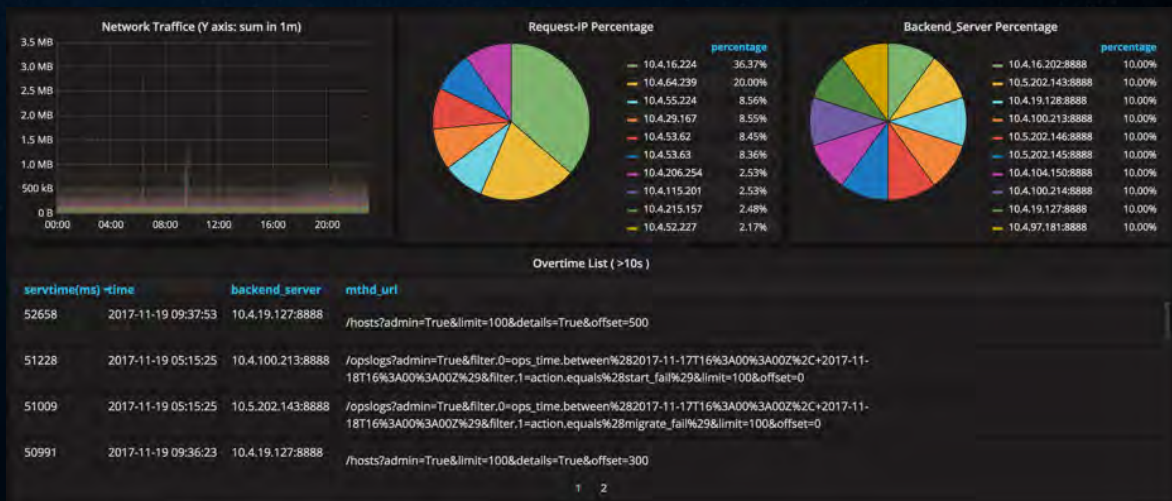 Network Traffice (Y axis: sum in 1m)
3.5 MB
3.0 MB
2.5 MB
2.0 MB
1.5 MB
1.0 MB
500 kB
0 B
00:00 04:00 08:00 12:00 16:00 20:00
Request-IP Percentage
percentage
10.4.16.224 36.37%
10.4.64.239 20.00%
10.4.55.224 8.56%
10.4.29.167 8.55%
10.4.53.62 8.45%
10.4.53.63 8.36%
10.4.206.254 2.53%
10.4.115.201 2.53%
10.4.215.157 2.48%
10.4.52.227 2.17%
Backend_Server Percentage
percentage
10.4.16.202:8888 10.00%
10.5.202.143:8888 10.00%
10.4.19.128:8888 10.00%
10.4.100.213:8888 10.00%
10.5.202.146:8888 10.00%
10.5.202.145:8888 10.00%
10.4.104.150:8888 10.00%
10.4.100.214:8888 10.00%
10.4.19.127:8888 10.00%
10.4.97.181:8888 10.00%
Overtime List ( >10s )
servtime(ms) time backend_server mthd_url
52658 2017-11-19 09:37:53 10.4.19.127:8888 /hosts?admin=True&limit=100&details=True&offset=500
51228 2017-11-19 05:15:25 10.4.100.213:8888 /opslogs?admin=True&filter.0=ops_time.between%282017-11-17T16%3A00%3A00Z%2C+2017-11-
18T16%3A00%3A00Z%29&filter.1=action.equals%28start_fail%29&limit=100&offset=0
51009 2017-11-19 05:15:25 10.5.202.143:8888 /opslogs?admin=True&filter.0=ops_time.between%282017-11-17T16%3A00%3A00Z%2C+2017-11-
18T16%3A00%3A00Z%29&filter.1=action.equals%28migrate_fail%29&limit=100&offset=0
50991 2017-11-19 09:36:23 10.4.19.127:8888 /hosts?admin=True&limit=100&details=True&offset=300
1 2